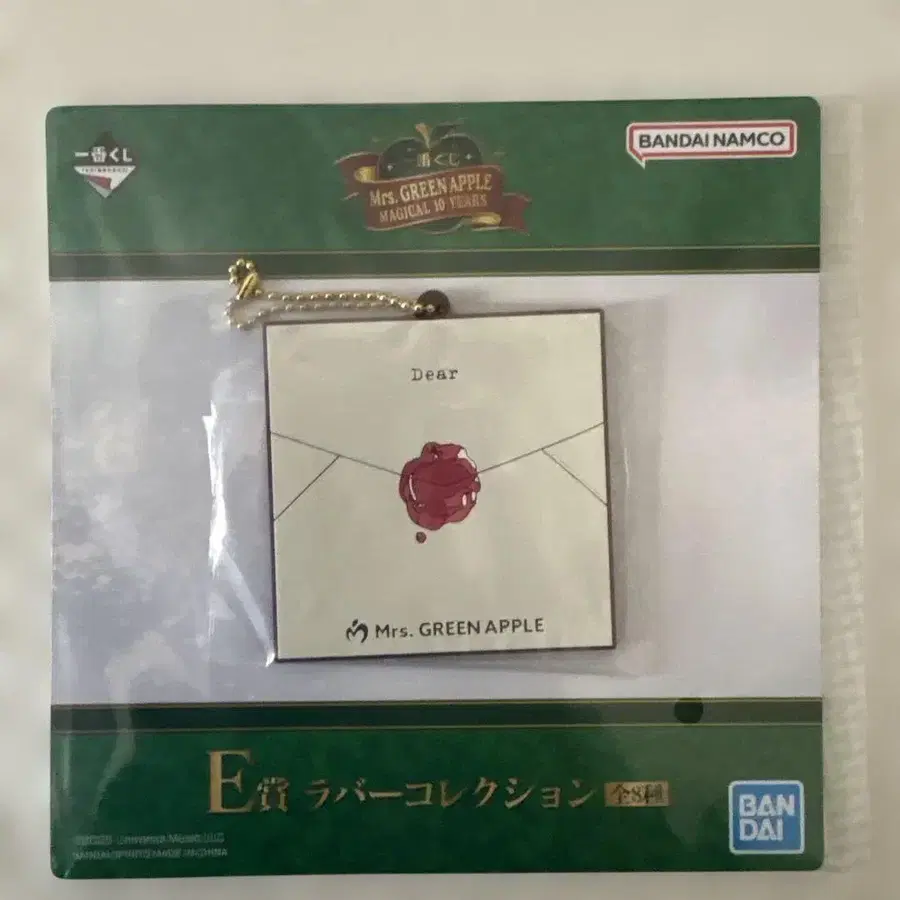 一番くじ
BANDAI NAMCO
一番くじ
Mrs. GREEN APPLE
MAGICAL 10 YEARS
Dear
Mrs. GREEN APPLE
E賞 ラバーコレクション 全8種
BAN
DAI